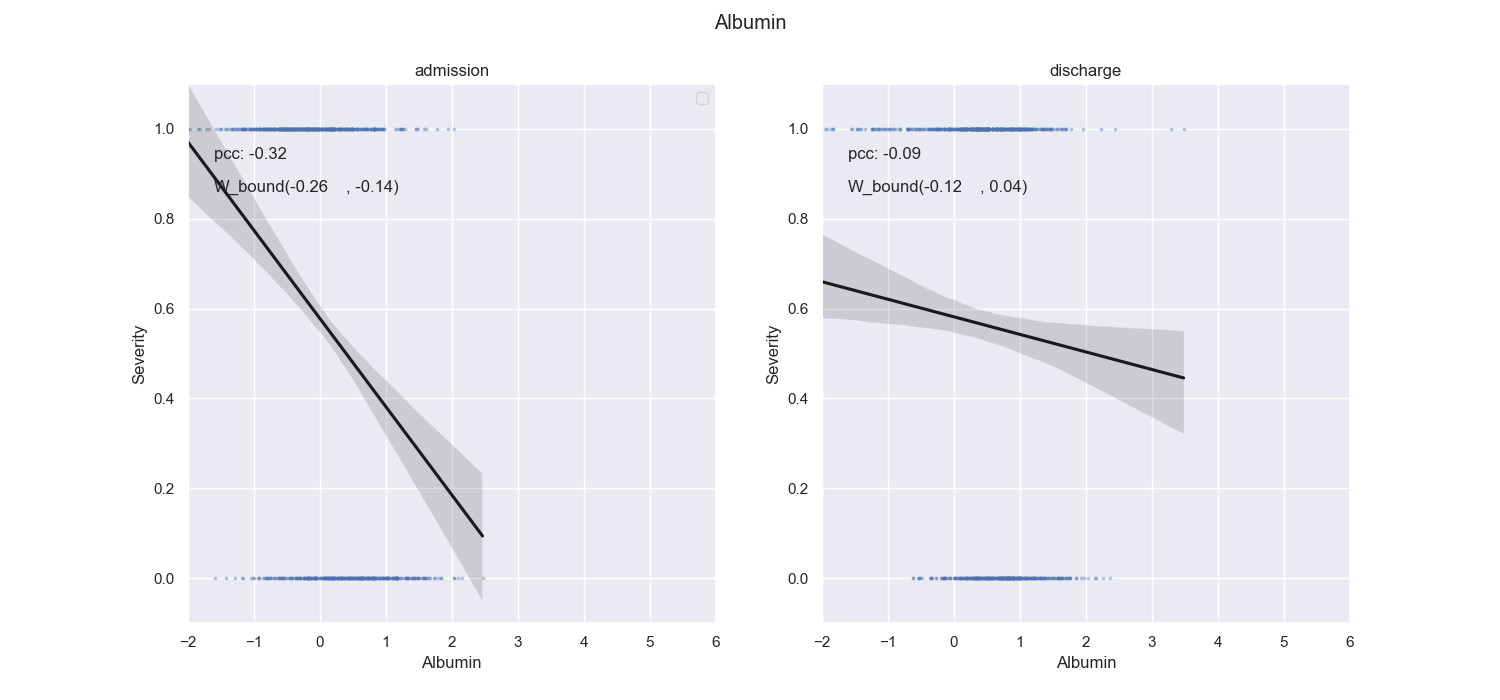 Albumin
admission
1.0
0.8
0.6
0.4
0.2
0.0
Severity
pcc: -0.32
W_bound(-0.26    , -0.14)
−2 −1 0 1 2 3 4 5 6
Albumin
discharge
1.0
0.8
0.6
0.4
0.2
0.0
Severity
pcc: -0.09
W_bound(-0.12    , 0.04)
−2 −1 0 1 2 3 4 5 6
Albumin